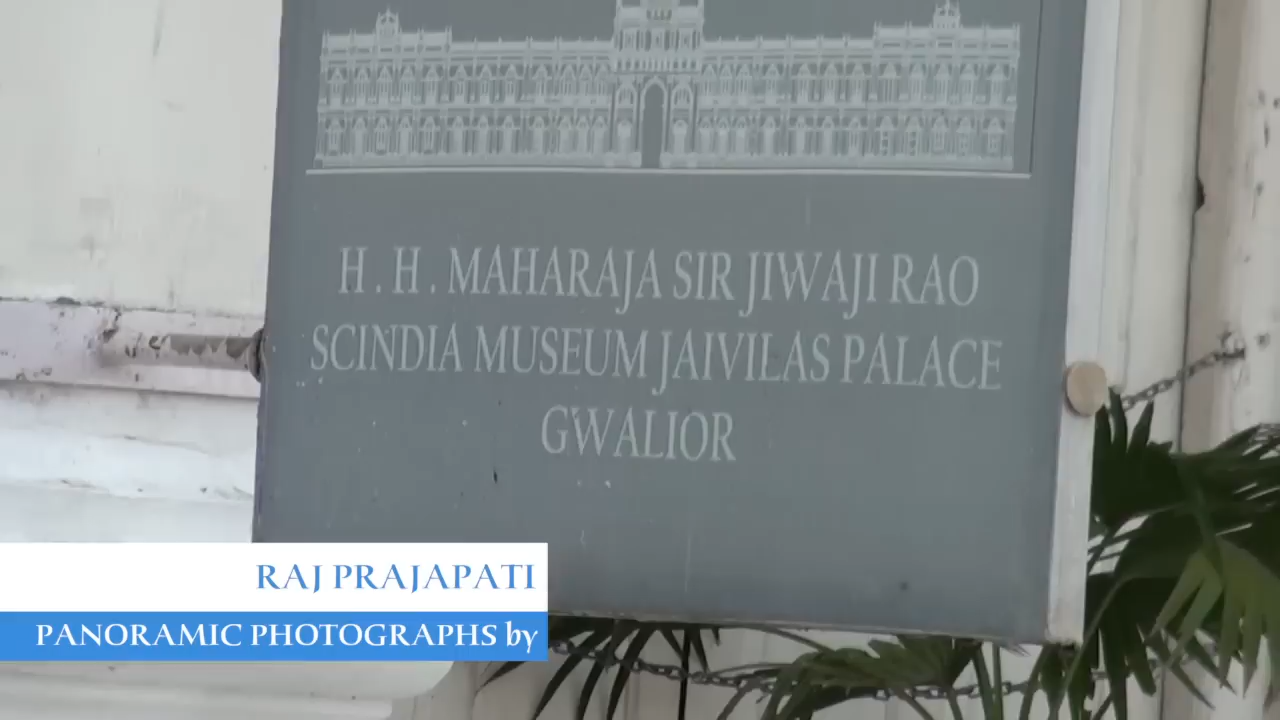 H. H. MAHARAJA SIR JIWAJI RAO
SCINDIA MUSEUM JAIVILAS PALACE
GWALIOR
RAJ PRAJAPATI
PANORAMIC PHOTOGRAPHS by